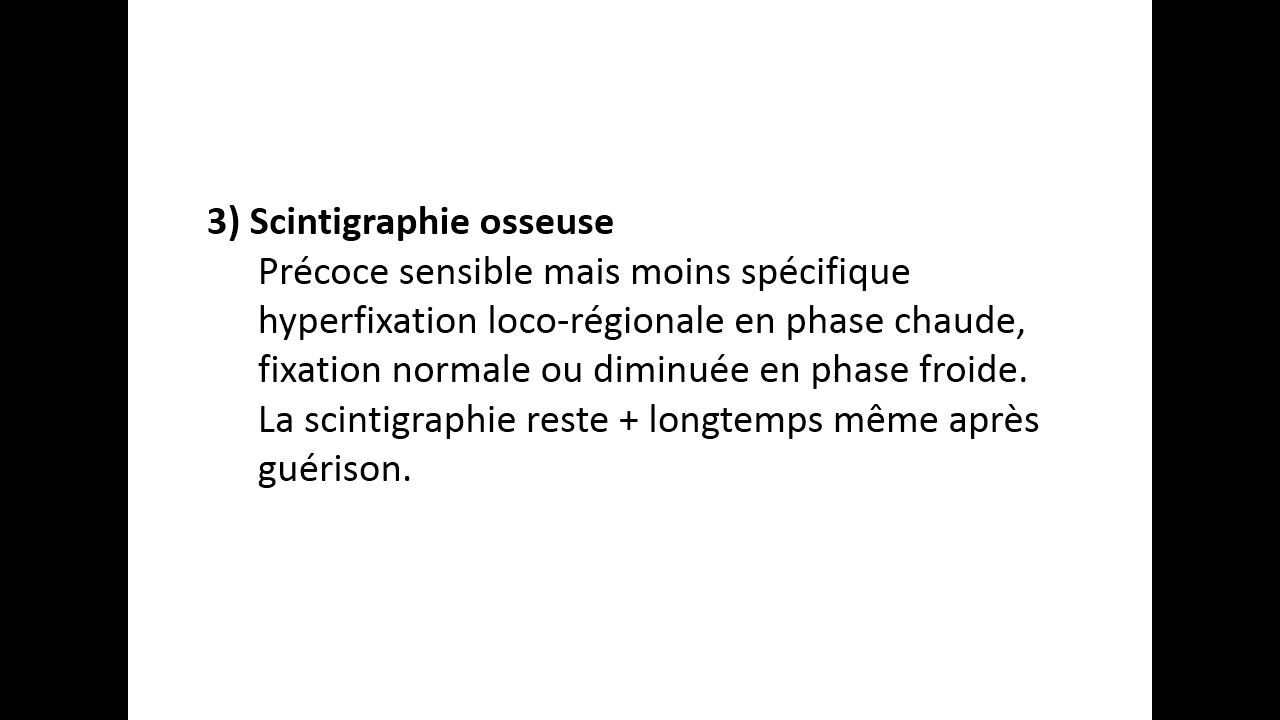 3) Scintigraphie osseuse
Précoce sensible mais moins spécifique
hyperfixation loco-régionale en phase chaude,
fixation normale ou diminuée en phase froide.
La scintigraphie reste + longtemps même après
guérison.